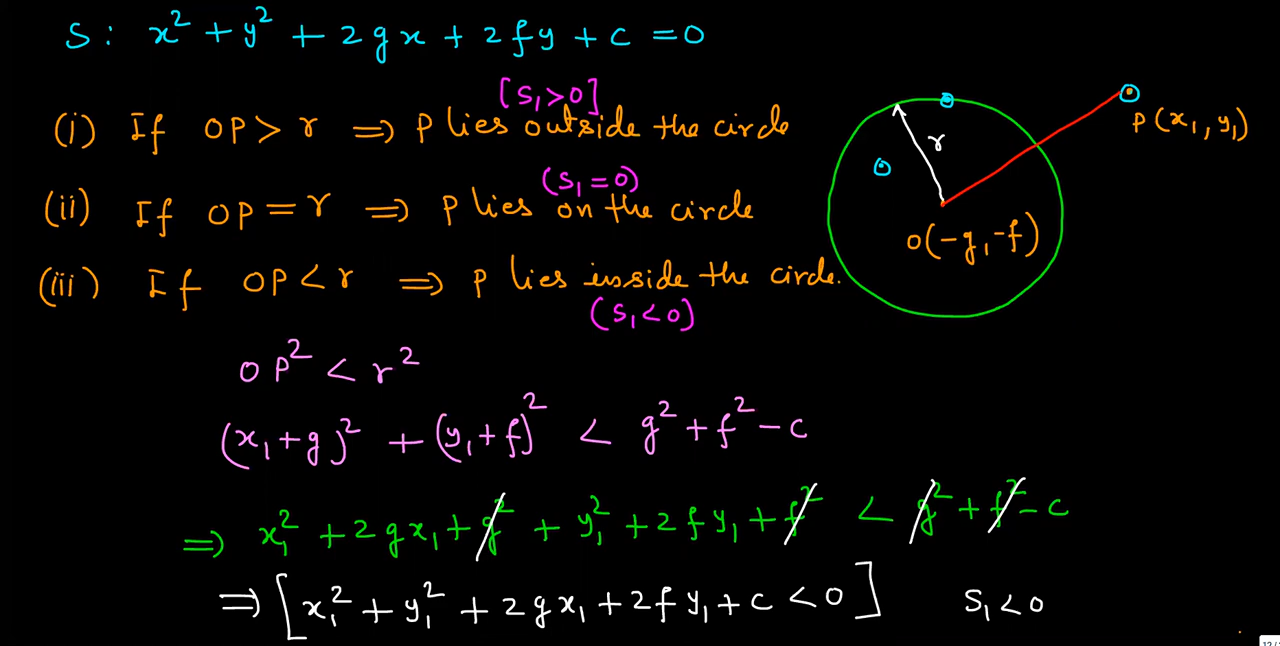 S: x² + y² + 2gx + 2fy + c = 0
[S₁>0]
(i) If OP > r ⇒ P lies outside the circle
(S₁=0)
(ii) If OP = r ⇒ P lies on the circle
(iii) If OP < r ⇒ P lies inside the circle.
(S₁<0)
r
P(x₁, y₁)
O(-g, -f)
OP² < r²
(x₁+g)² + (y₁+f)² < g² + f² - c
⇒ x₁² + 2gx₁ + g² + y₁² + 2fy₁ + f² < g² + f² - c
⇒ [x₁² + y₁² + 2gx₁ + 2fy₁ + c < 0] S₁ < 0